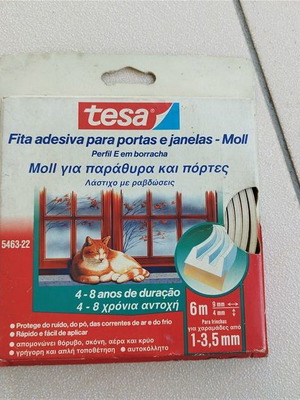 tesa
Fita adesiva para portas e janelas - Moll
Perfil E em borracha
Moll για παράθυρα και πόρτες
Λάστιχο με ραβδώσεις
5463-22
4 - 8 anos de duração
4 - 8 χρόνια αντοχή
6m 9 mm
4 mm
Para frinchas
για χαραμάδες από
1-3,5 mm
• Protege do ruído, do pó, das correntes de ar e do frio
• Rápido e fácil de aplicar
• απομονώνει θόρυβο, σκόνη, αέρα και κρύο
• γρήγορη και απλή τοποθέτηση • αυτοκόλλητο